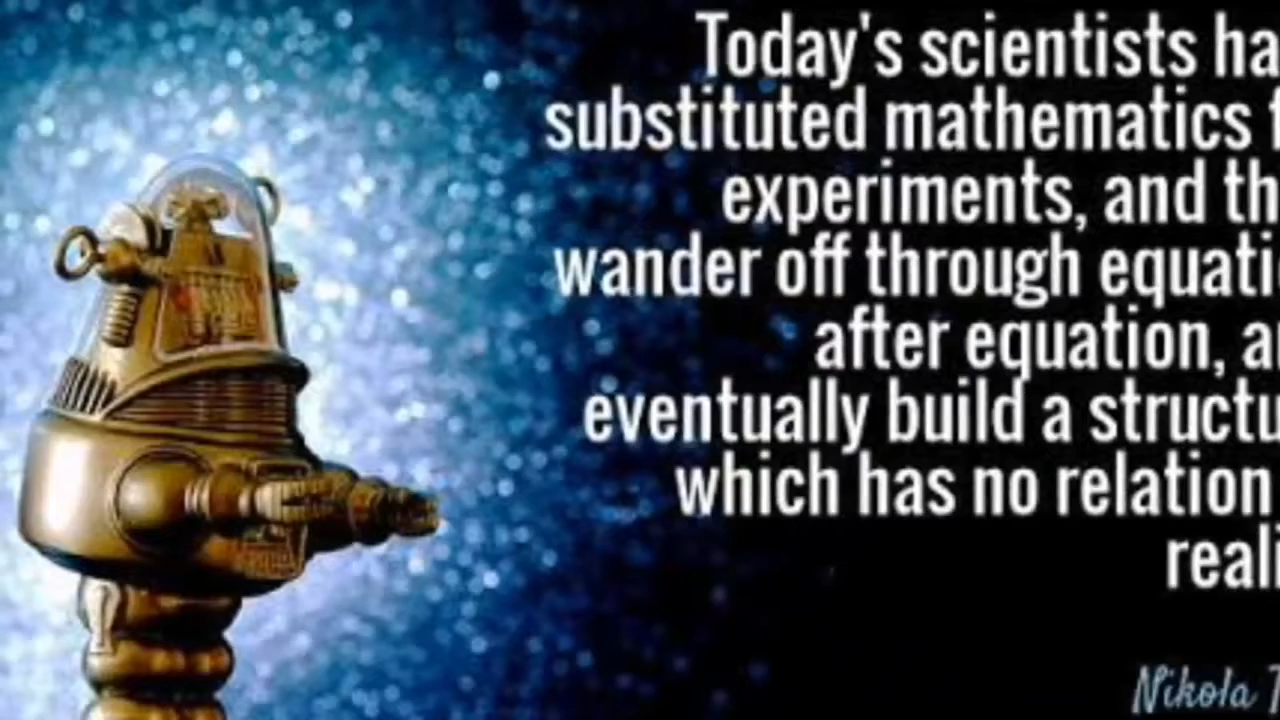 Today's scientists ha
substituted mathematics f
experiments, and th
wander off through equati
after equation, a
eventually build a structu
which has no relation
reali
Nikola T